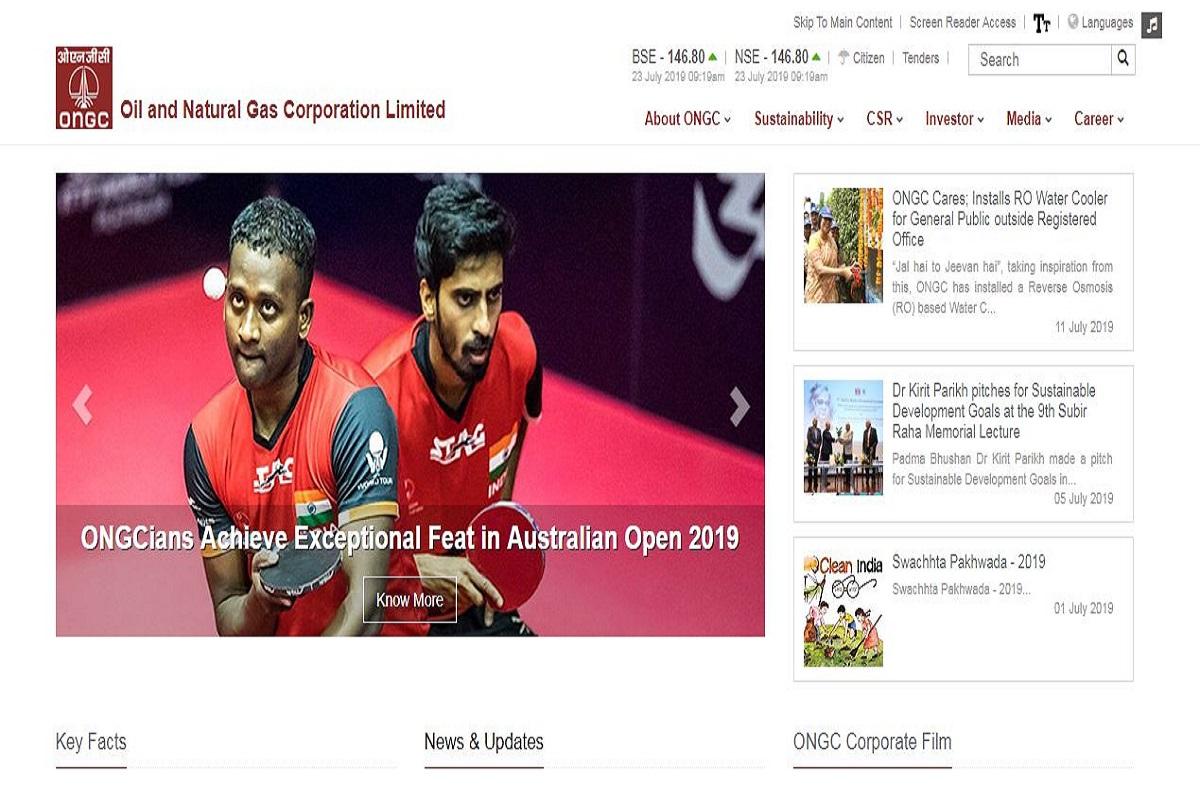 Skip To Main Content | Screen Reader Access | TT | Languages
BSE - 146.80 | NSE - 146.80 | Citizen | Tenders |
23 July 2019 09:19am 23 July 2019 09:19am
Search
ओएनजीसी
ONGC
Oil and Natural Gas Corporation Limited
About ONGC
Sustainability
CSR
Investor
Media
Career
STAG
STAG
WORLD TOUR
IND
ONGCians Achieve Exceptional Feat in Australian Open 2019
Know More
ONGC Cares; Installs RO Water Cooler
for General Public outside Registered
Office
“Jal hai to Jeevan hai”, taking inspiration from
this, ONGC has installed a Reverse Osmosis
(RO) based Water C...
11 July 2019
Dr Kirit Parikh pitches for Sustainable
Development Goals at the 9th Subir
Raha Memorial Lecture
Padma Bhushan Dr Kirit Parikh made a pitch
for Sustainable Development Goals in...
05 July 2019
Clean India
Swachhta Pakhwada - 2019
Swachhta Pakhwada - 2019...
01 July 2019
Key Facts
News & Updates
ONGC Corporate Film